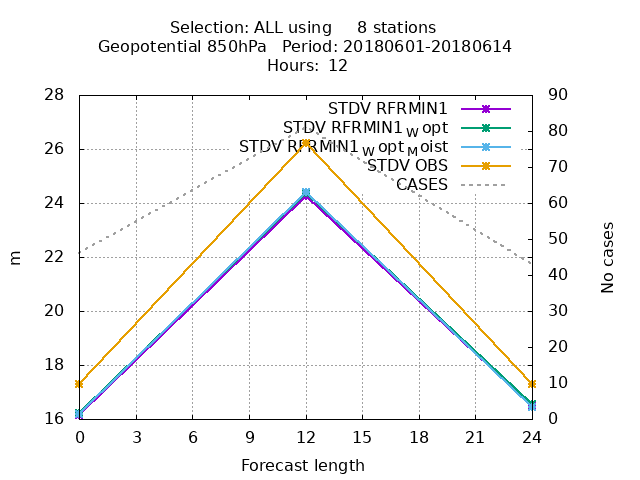 Selection: ALL using     8 stations
Geopotential 850hPa   Period: 20180601-20180614
Hours:  12
28 90
STDV RFRMIN1
80
STDV RFRMIN1_W opt
26
STDV RFRMIN1_W opt_Moist
STDV OBS
70
CASES
24 60
22 50
m
No cases
40
20 30
18 20
10
16 0
0 3 6 9 12 15 18 21 24
Forecast length